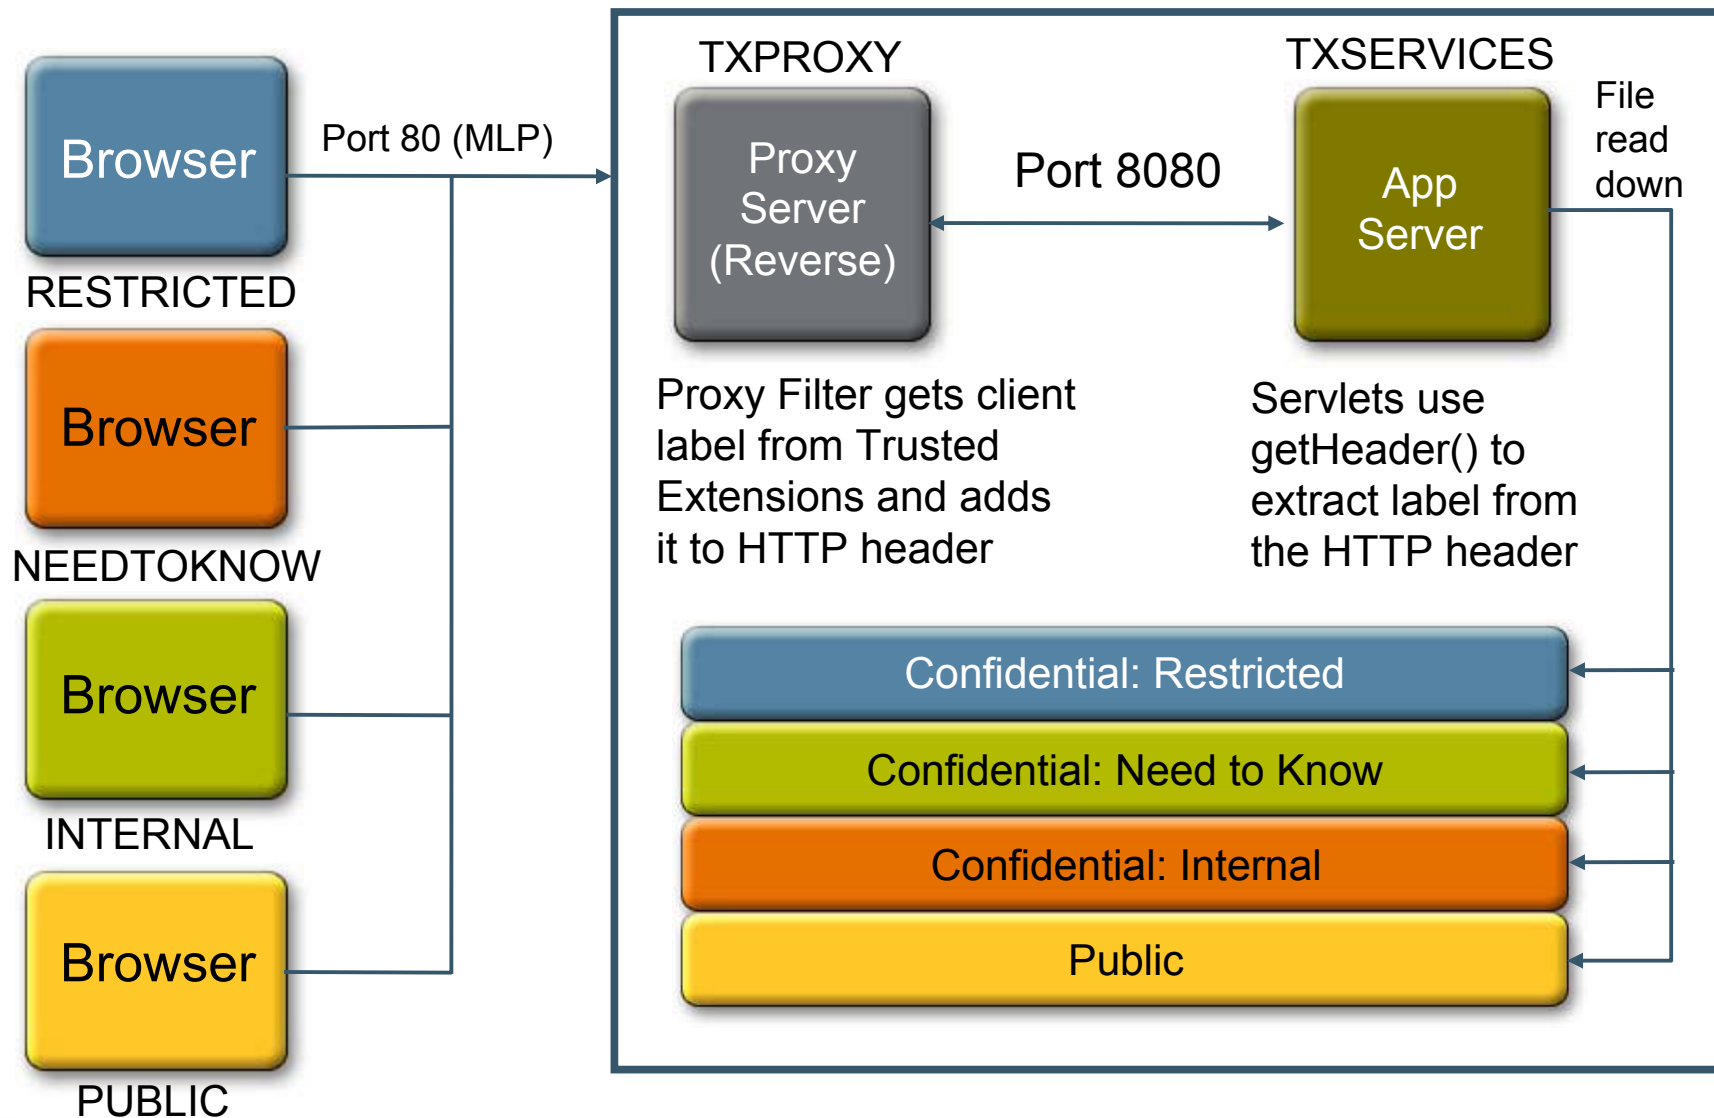 Browser
RESTRICTED
Browser
NEEDTOKNOW
Browser
INTERNAL
Browser
PUBLIC
Port 80 (MLP)
TXPROXY
Proxy
Server
(Reverse)
Port 8080
TXSERVICES
App
Server
File
read
down
Proxy Filter gets client
label from Trusted
Extensions and adds
it to HTTP header
Servlets use
getHeader() to
extract label from
the HTTP header
Confidential: Restricted
Confidential: Need to Know
Confidential: Internal
Public